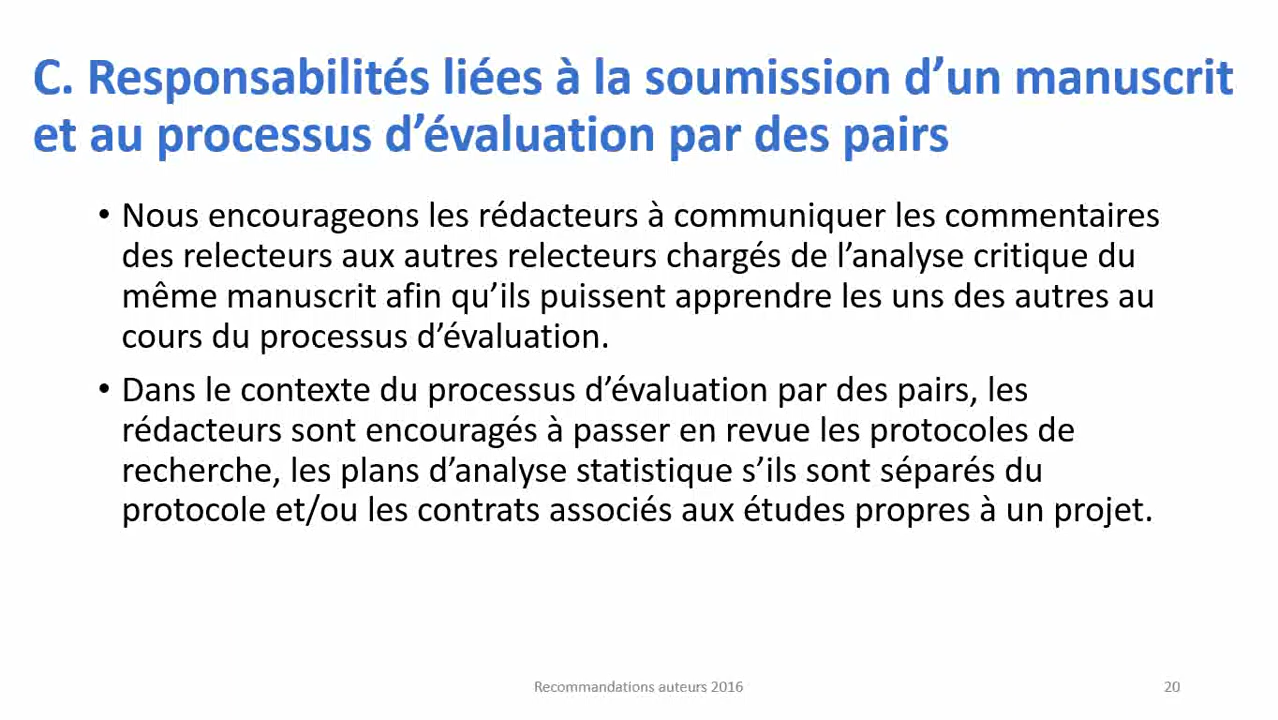 C. Responsabilités liées à la soumission d’un manuscrit
et au processus d’évaluation par des pairs
• Nous encourageons les rédacteurs à communiquer les commentaires
des relecteurs aux autres relecteurs chargés de l’analyse critique du
même manuscrit afin qu’ils puissent apprendre les uns des autres au
cours du processus d’évaluation.
• Dans le contexte du processus d’évaluation par des pairs, les
rédacteurs sont encouragés à passer en revue les protocoles de
recherche, les plans d’analyse statistique s’ils sont séparés du
protocole et/ou les contrats associés aux études propres à un projet.
Recommandations auteurs 2016
20